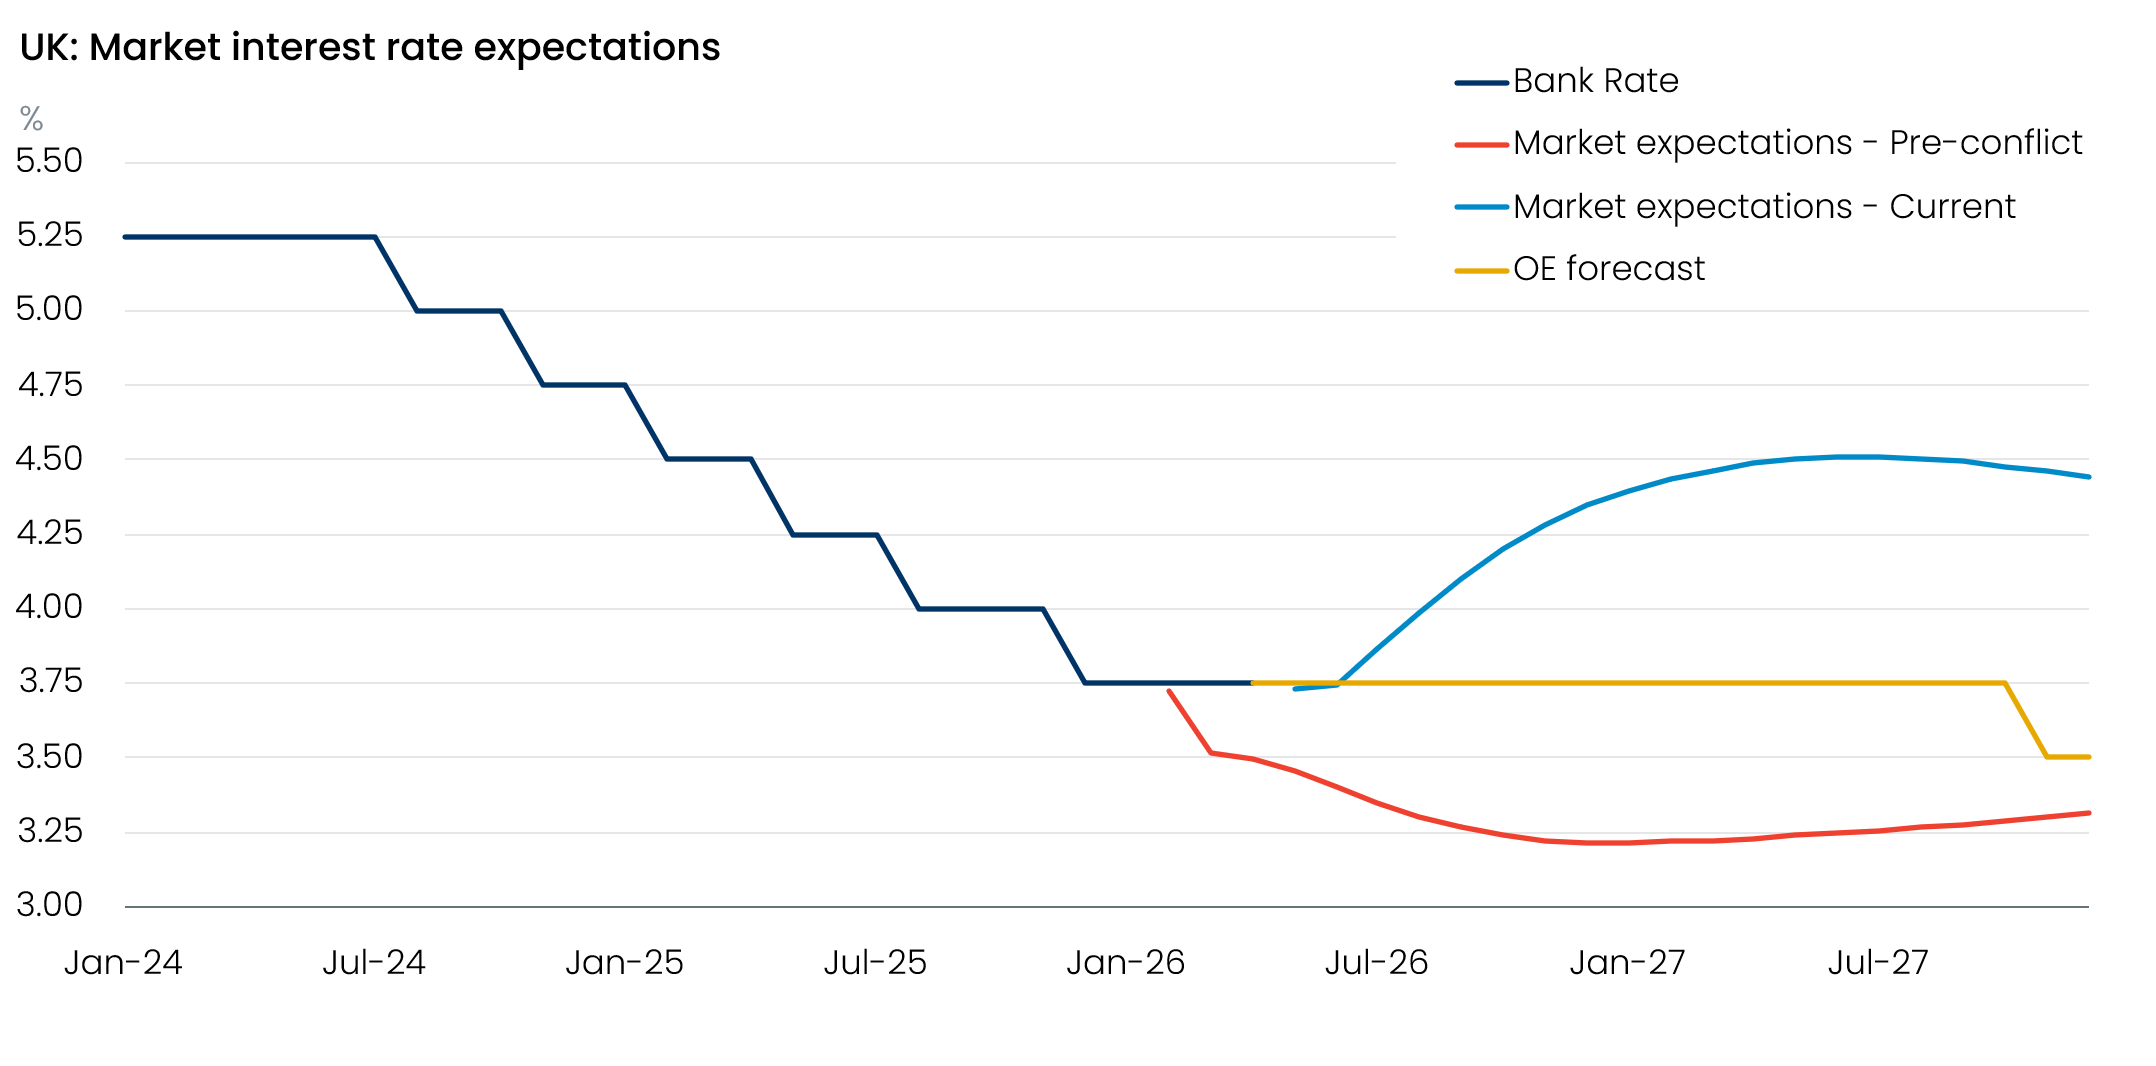 UK: Market interest rate expectations
%
Bank Rate
Market expectations - Pre-conflict
Market expectations - Current
OE forecast
5.50
5.25
5.00
4.75
4.50
4.25
4.00
3.75
3.50
3.25
3.00
Jan-24 Jul-24 Jan-25 Jul-25 Jan-26 Jul-26 Jan-27 Jul-27